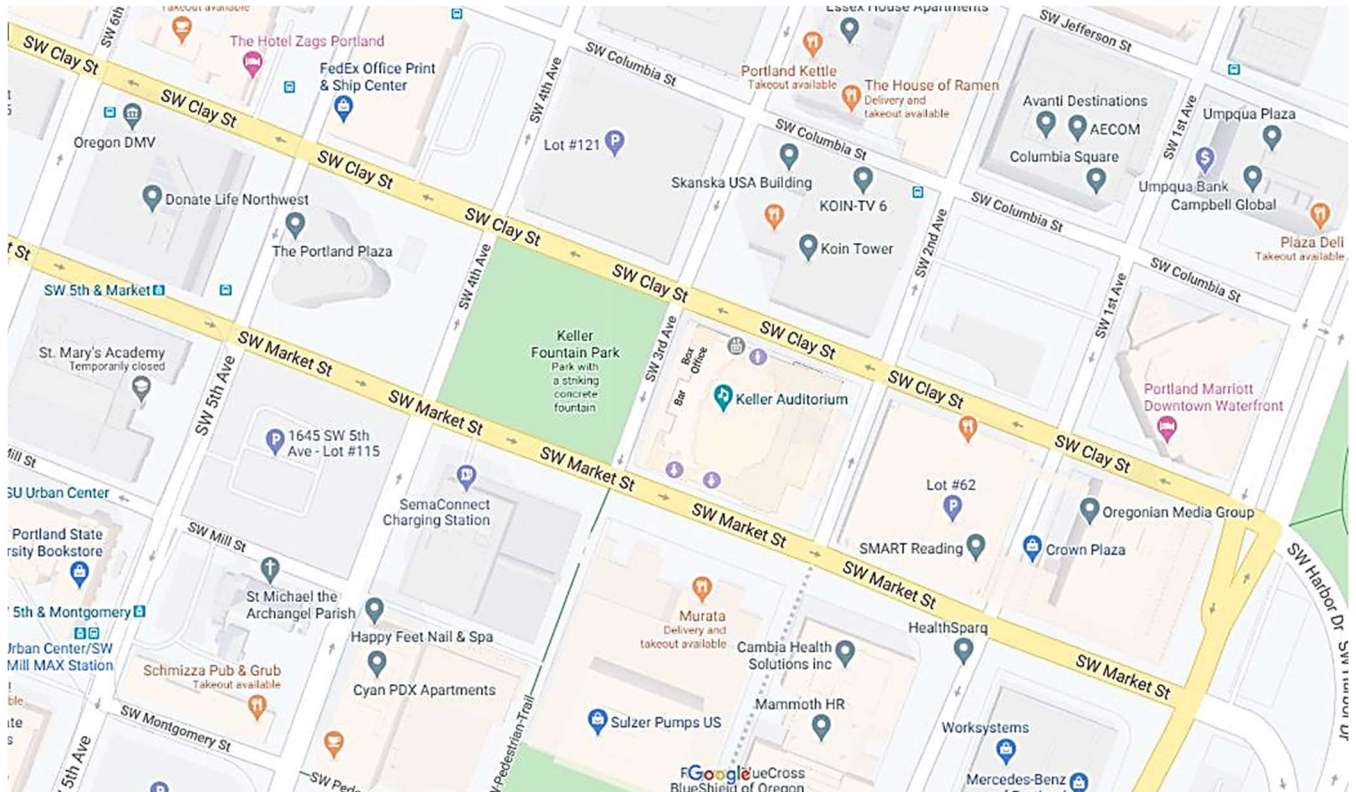 SW 6th
Takeout available
The Hotel Zags Portland
FedEx Office Print
& Ship Center
SW Clay St
SW Clay St
SW Clay St
SW Clay St
SW Clay St
SW Clay St
SW Clay St
SW Clay St
Oregon DMV
Donate Life Northwest
The Portland Plaza
SW 4th Ave
Lot #121
SW Columbia St
Essex House Apartments
Portland Kettle
Takeout available
The House of Ramen
Delivery and
takeout available
SW Jefferson St
Avanti Destinations
AECOM
Columbia Square
SW 1st Ave
Umpqua Plaza
Umpqua Bank
Campbell Global
Plaza Deli
Takeout available
SW Columbia St
Skanska USA Building
KOIN-TV 6
Koin Tower
SW 3rd Ave
SW 2nd Ave
SW Columbia St
SW Columbia St
SW 1st Ave
t St
SW 5th & Market
SW 4th Ave
Keller
Fountain Park
Park with
a striking
concrete
fountain
SW 3rd Ave
Box
Office
Bar
Keller Auditorium
Portland Marriott
Downtown Waterfront
St. Mary's Academy
Temporarily closed
SW 5th Ave
SW Market St
SW Market St
SW Market St
SW Market St
SW Market St
SW Market St
1645 SW 5th
Ave - Lot #115
SemaConnect
Charging Station
Lot #62
SMART Reading
Crown Plaza
Oregonian Media Group
Mill St
SU Urban Center
Portland State
rsity Bookstore
SW Mill St
St Michael the
Archangel Parish
5th & Montgomery
Urban Center/SW
Mill MAX Station
Happy Feet Nail & Spa
Cyan PDX Apartments
Schmizza Pub & Grub
Takeout available
SW Montgomery St
5th Ave
Murata
Delivery and
takeout available
Sulzer Pumps US
Cambia Health
Solutions inc
Mammoth HR
HealthSparq
Worksystems
Mercedes-Benz
SW Harbor Dr
-Pedestrian-Trail
Google
BlueShield of Oregon